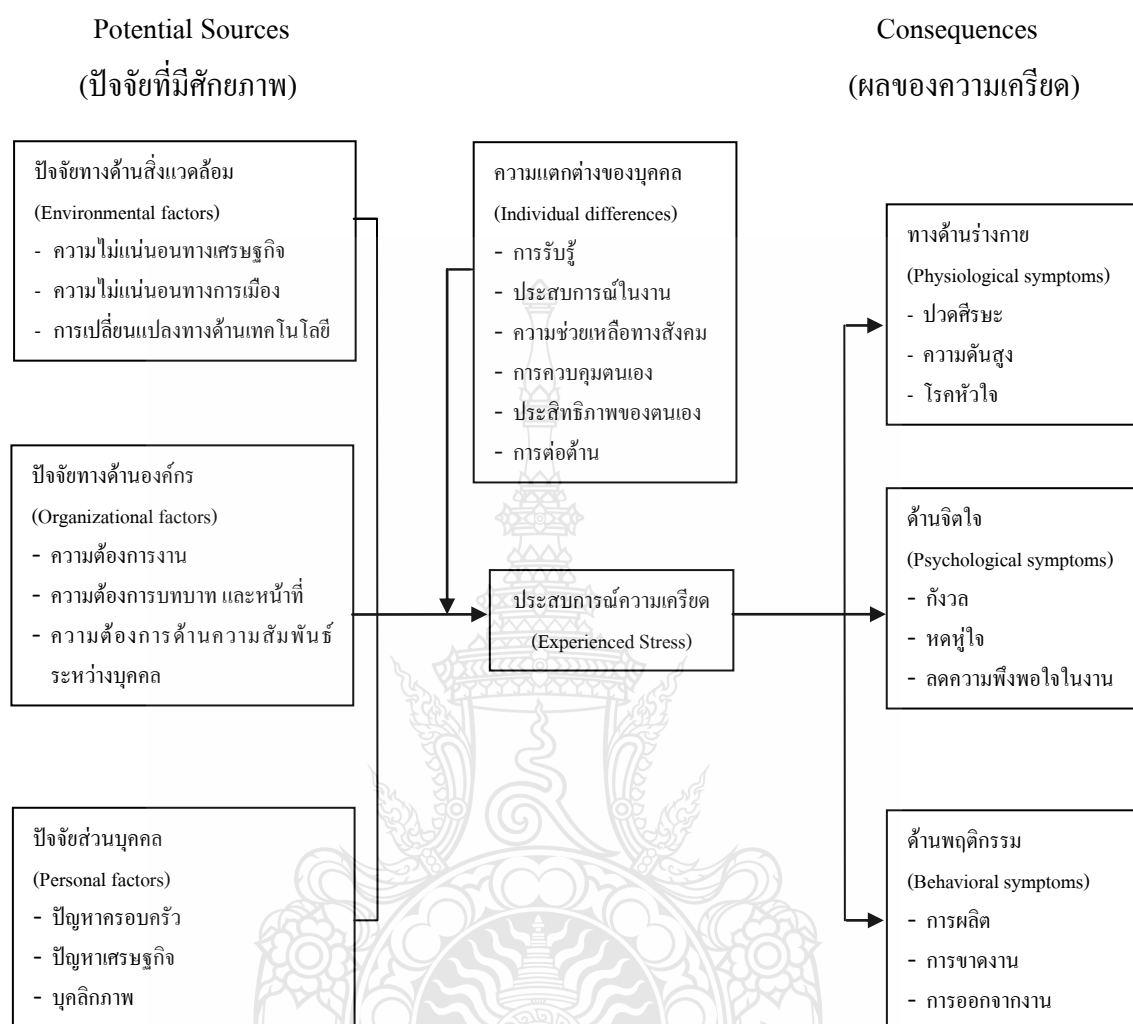 Potential Sources
(ปัจจัยที่มีศักยภาพ)
Consequences
(ผลของความเครียด)
ปัจจัยทางด้านสิ่งแวดล้อม
(Environmental factors)
- ความไม่แน่นอนทางเศรษฐกิจ
- ความไม่แน่นอนทางการเมือง
- การเปลี่ยนแปลงทางด้านเทคโนโลยี
ปัจจัยทางด้านองค์กร
(Organizational factors)
- ความต้องการงาน
- ความต้องการบทบาท และหน้าที่
- ความต้องการด้านความสัมพันธ์
ระหว่างบุคคล
ปัจจัยส่วนบุคคล
(Personal factors)
- ปัญหาครอบครัว
- ปัญหาเศรษฐกิจ
- บุคลิกภาพ
ความแตกต่างของบุคคล
(Individual differences)
- การรับรู้
- ประสบการณ์ในงาน
- ความช่วยเหลือทางสังคม
- การควบคุมตนเอง
- ประสิทธิภาพของตนเอง
- การต่อต้าน
ประสบการณ์ความเครียด
(Experienced Stress)
ทางด้านร่างกาย
(Physiological symptoms)
- ปวดศีรษะ
- ความดันสูง
- โรคหัวใจ
ด้านจิตใจ
(Psychological symptoms)
- กังวล
- หดหู่ใจ
- ลดความพึงพอใจในงาน
ด้านพฤติกรรม
(Behavioral symptoms)
- การผลิต
- การขาดงาน
- การออกจากงาน